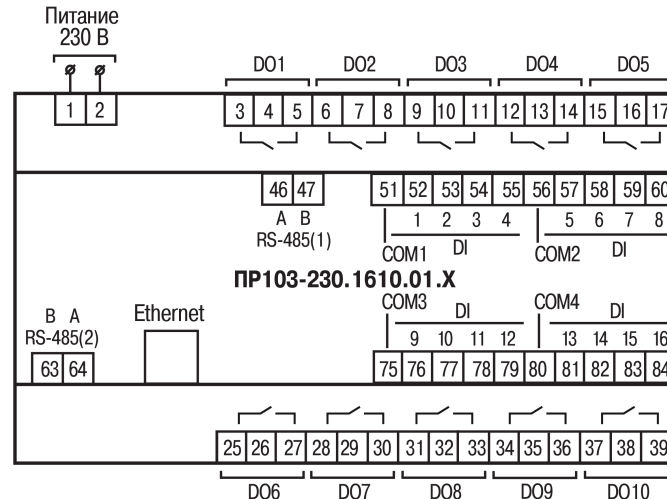 Питание
230 В
DO1 DO2 DO3 DO4 DO5
1 2 3 4 5 6 7 8 9 10 11 12 13 14 15 16 17
46 47 51 52 53 54 55 56 57 58 59 60
A B 1 2 3 4 5 6 7 8
RS-485(1) COM1 DI COM2 DI
ПР103-230.1610.01.X
COM3 DI COM4 DI
B A Ethernet 9 10 11 12 13 14 15 16
RS-485(2)
63 64 75 76 77 78 79 80 81 82 83 84
25 26 27 28 29 30 31 32 33 34 35 36 37 38 39
DO6 DO7 DO8 DO9 DO10